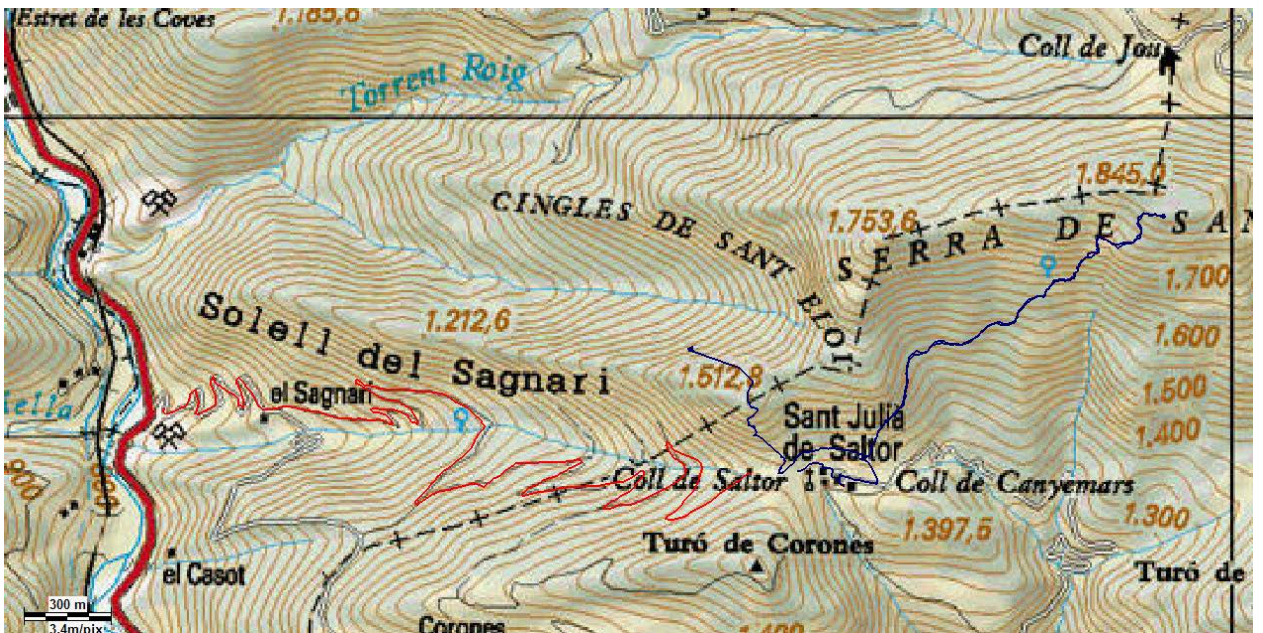 Estret de les Coves
1.185,6
Coll de Jou
Torrent Roig
1.845,0
CINGLES DE SANT ELOI
1.753,6
SERRA DE SAN
1.700
Solell del Sagnari
1.212,6
1.600
1.512,8
1.500
el Sagnari
Sant Julià
de Saltor
1.400
ella
Coll de Saltor
Coll de Canyemars
900
1.300
1.397,6
Turó de Corones
Turó de
el Casot
300 m
3.4m/pix
Corones